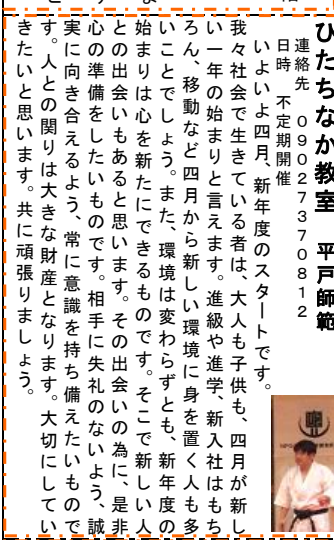 ひたちなか教室　平戸師範
連絡先　０９０２７３７０８１２
日時　不定期開催
いよいよ四月、新年度のスタートです。
我々社会で生きている者は、大人も子供も、四月が新し
い一年の始まりと言えます。進級や進学、新入社はもち
ろん、移動など四月から新しい環境に身を置く人も多
いことでしょう。また、環境は変わらずとも、新年度の
始まりは心を新たにできるものです。そこで新しい人
との出会いもあると思います。その出会いの為に、是非
心の準備をしたいものです。相手に失礼のないよう、誠
実に向き合えるよう、常に意識を持ち備えたいもので
す。人との関りは大きな財産となります。大切にしてい
きたいと思います。共に頑張りましょう。